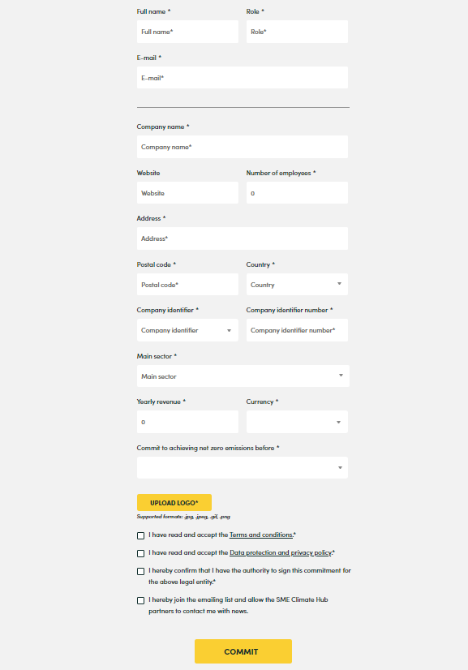 Full name * Role *
Full name* Role*
E-mail *
E-mail*
Company name *
Company name*
Website Number of employees *
Website 0
Address *
Address*
Postal code * Country *
Postal code* Country
Company identifier * Company identifier number *
Company identifier Company identifier number*
Main sector *
Main sector
Yearly revenue * Currency *
0
Commit to achieving net zero emissions before *
UPLOAD LOGO*
Supported formats: .jpg, .jpeg, .gif, .png
I have read and accept the Terms and conditions.*
I have read and accept the Data protection and privacy policy.*
I hereby confirm that I have the authority to sign this commitment for
the above legal entity.*
I hereby join the emailing list and allow the SME Climate Hub
partners to contact me with news.
COMMIT